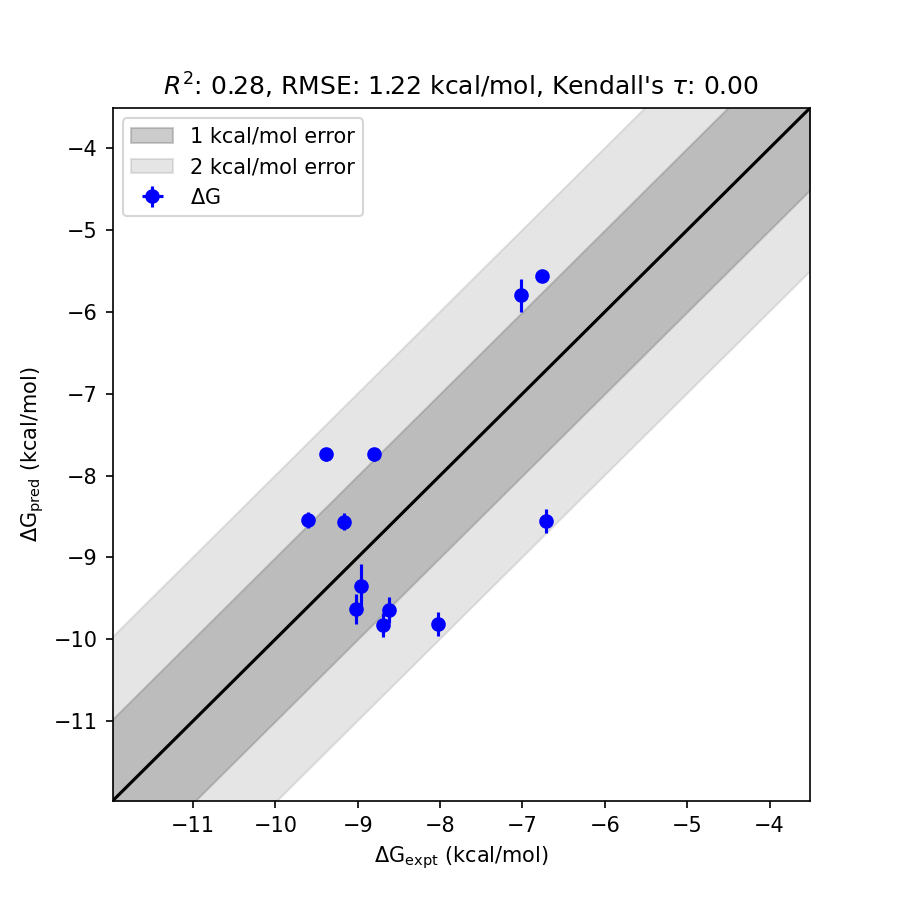 R²: 0.28, RMSE: 1.22 kcal/mol, Kendall's τ: 0.00
1 kcal/mol error
2 kcal/mol error
ΔG
−4
−5
−6
−7
−8
−9
−10
−11
ΔGpred (kcal/mol)
−11 −10 −9 −8 −7 −6 −5 −4
ΔGexpt (kcal/mol)